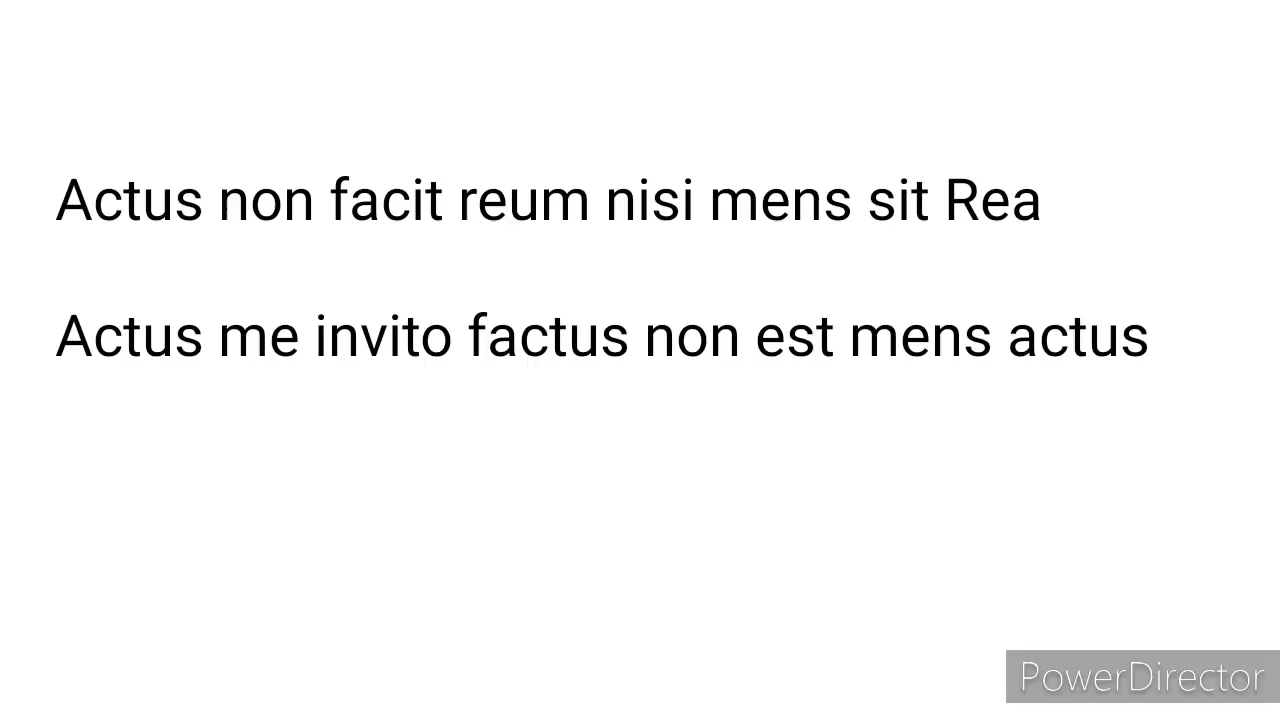 Actus non facit reum nisi mens sit Rea
Actus me invito factus non est mens actus
PowerDirector